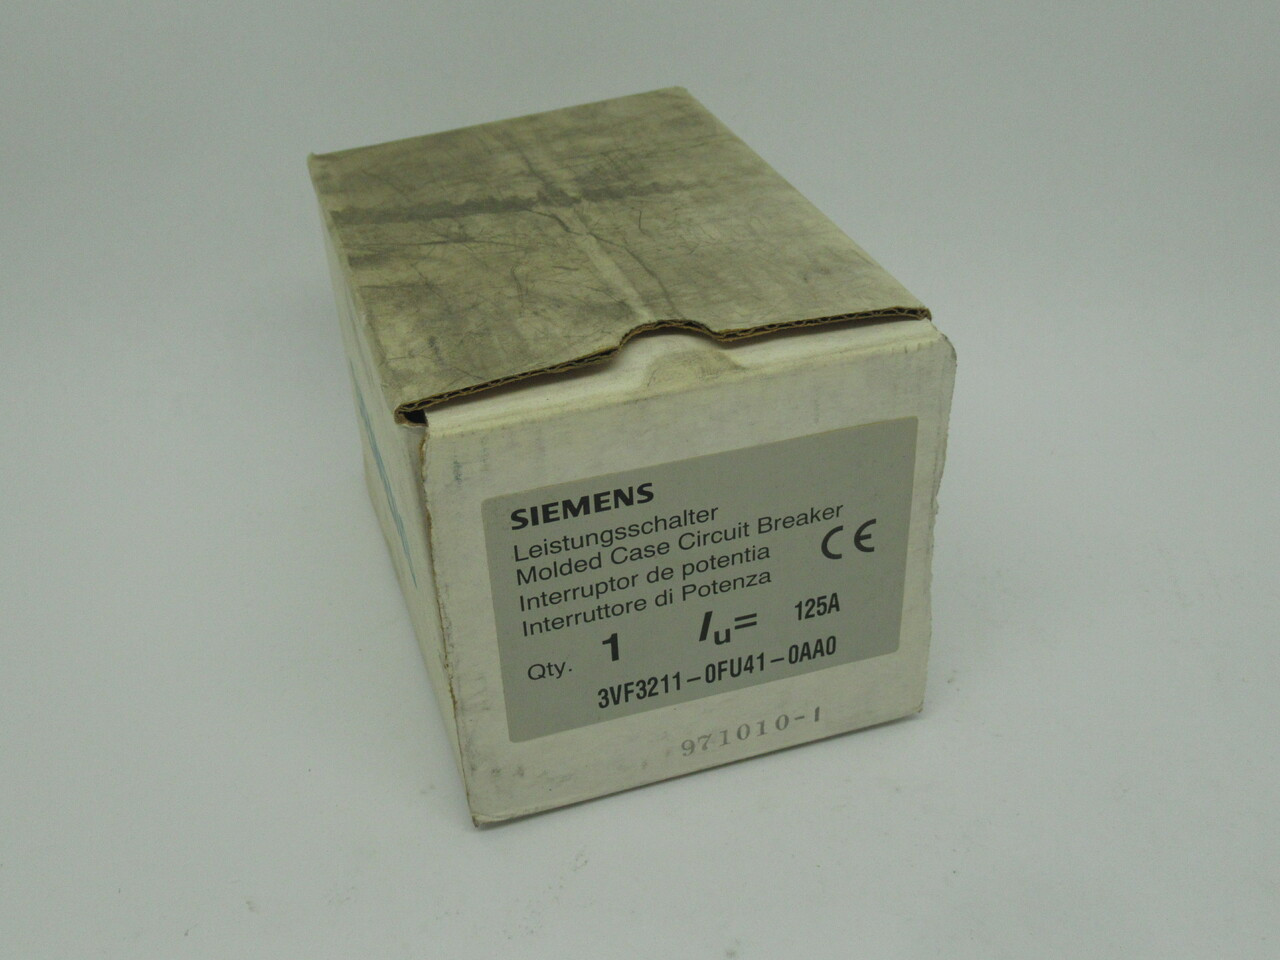 SIEMENS
Leistungsschalter
Molded Case Circuit Breaker
Interruptor de potentia
Interruttore di Potenza
CE
Qty. 1 Iu= 125A
3VF3211-0FU41-0AA0
971010-1